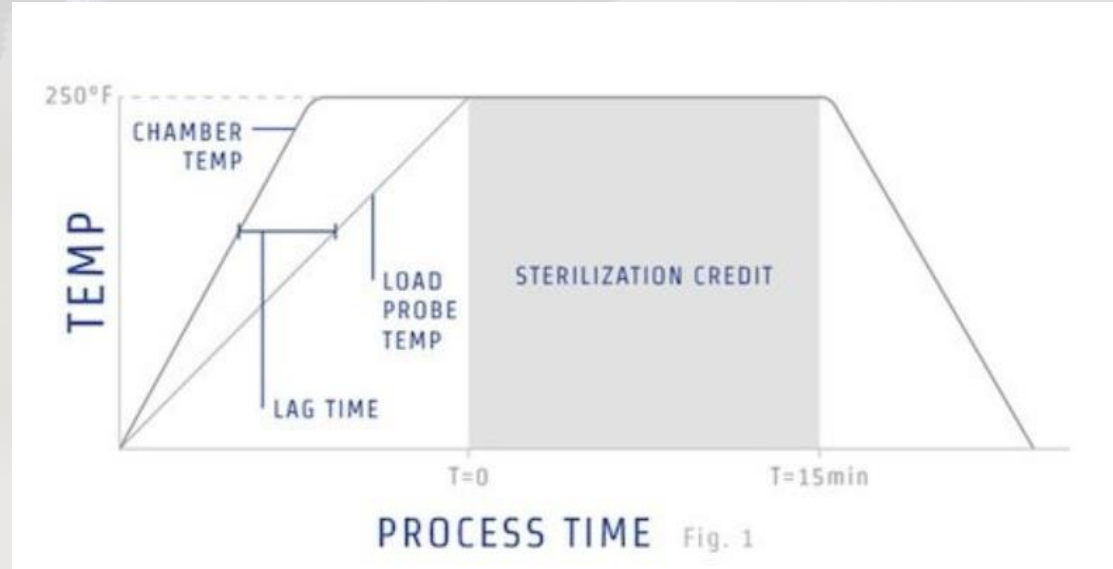 250°F
CHAMBER
TEMP
TEMP
LOAD
PROBE
TEMP
STERILIZATION CREDIT
LAG TIME
T=0
T=15min
PROCESS TIME
Fig. 1